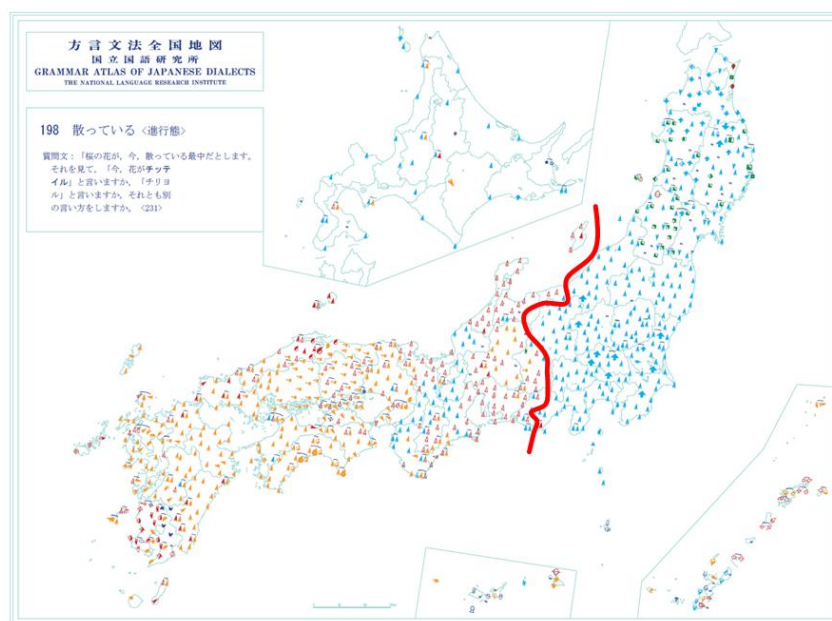 方言文法全国地図
国立国語研究所
GRAMMAR ATLAS OF JAPANESE DIALECTS
THE NATIONAL LANGUAGE RESEARCH INSTITUTE
198 散っている〈進行態〉
質問文:「桜の花が,今,散っている最中だとします。
それを見て,「今,花がチッテ
イル」と言いますか,「チリヨ
ル」と言いますか,それとも別
の言い方をしますか。〈231〉